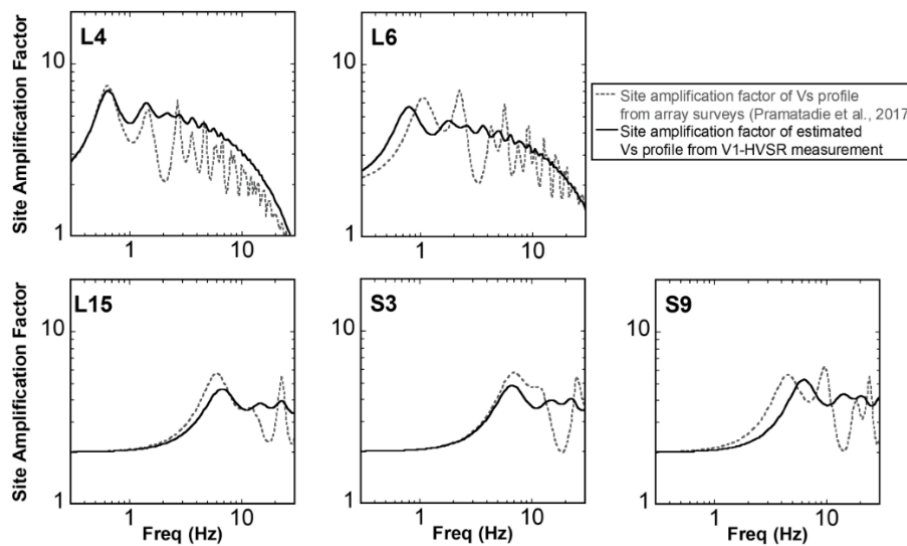 L4
L6
Site Amplification Factor
10
1
1
10
10
1
1
10
Site amplification factor of Vs profile
from array surveys (Pramatadie et al., 2017
Site amplification factor of estimated
Vs profile from V1-HVSR measurement
L15
S3
S9
Site Amplification Factor
10
1
1
10
Freq (Hz)
10
1
1
10
Freq (Hz)
10
1
1
10
Freq (Hz)